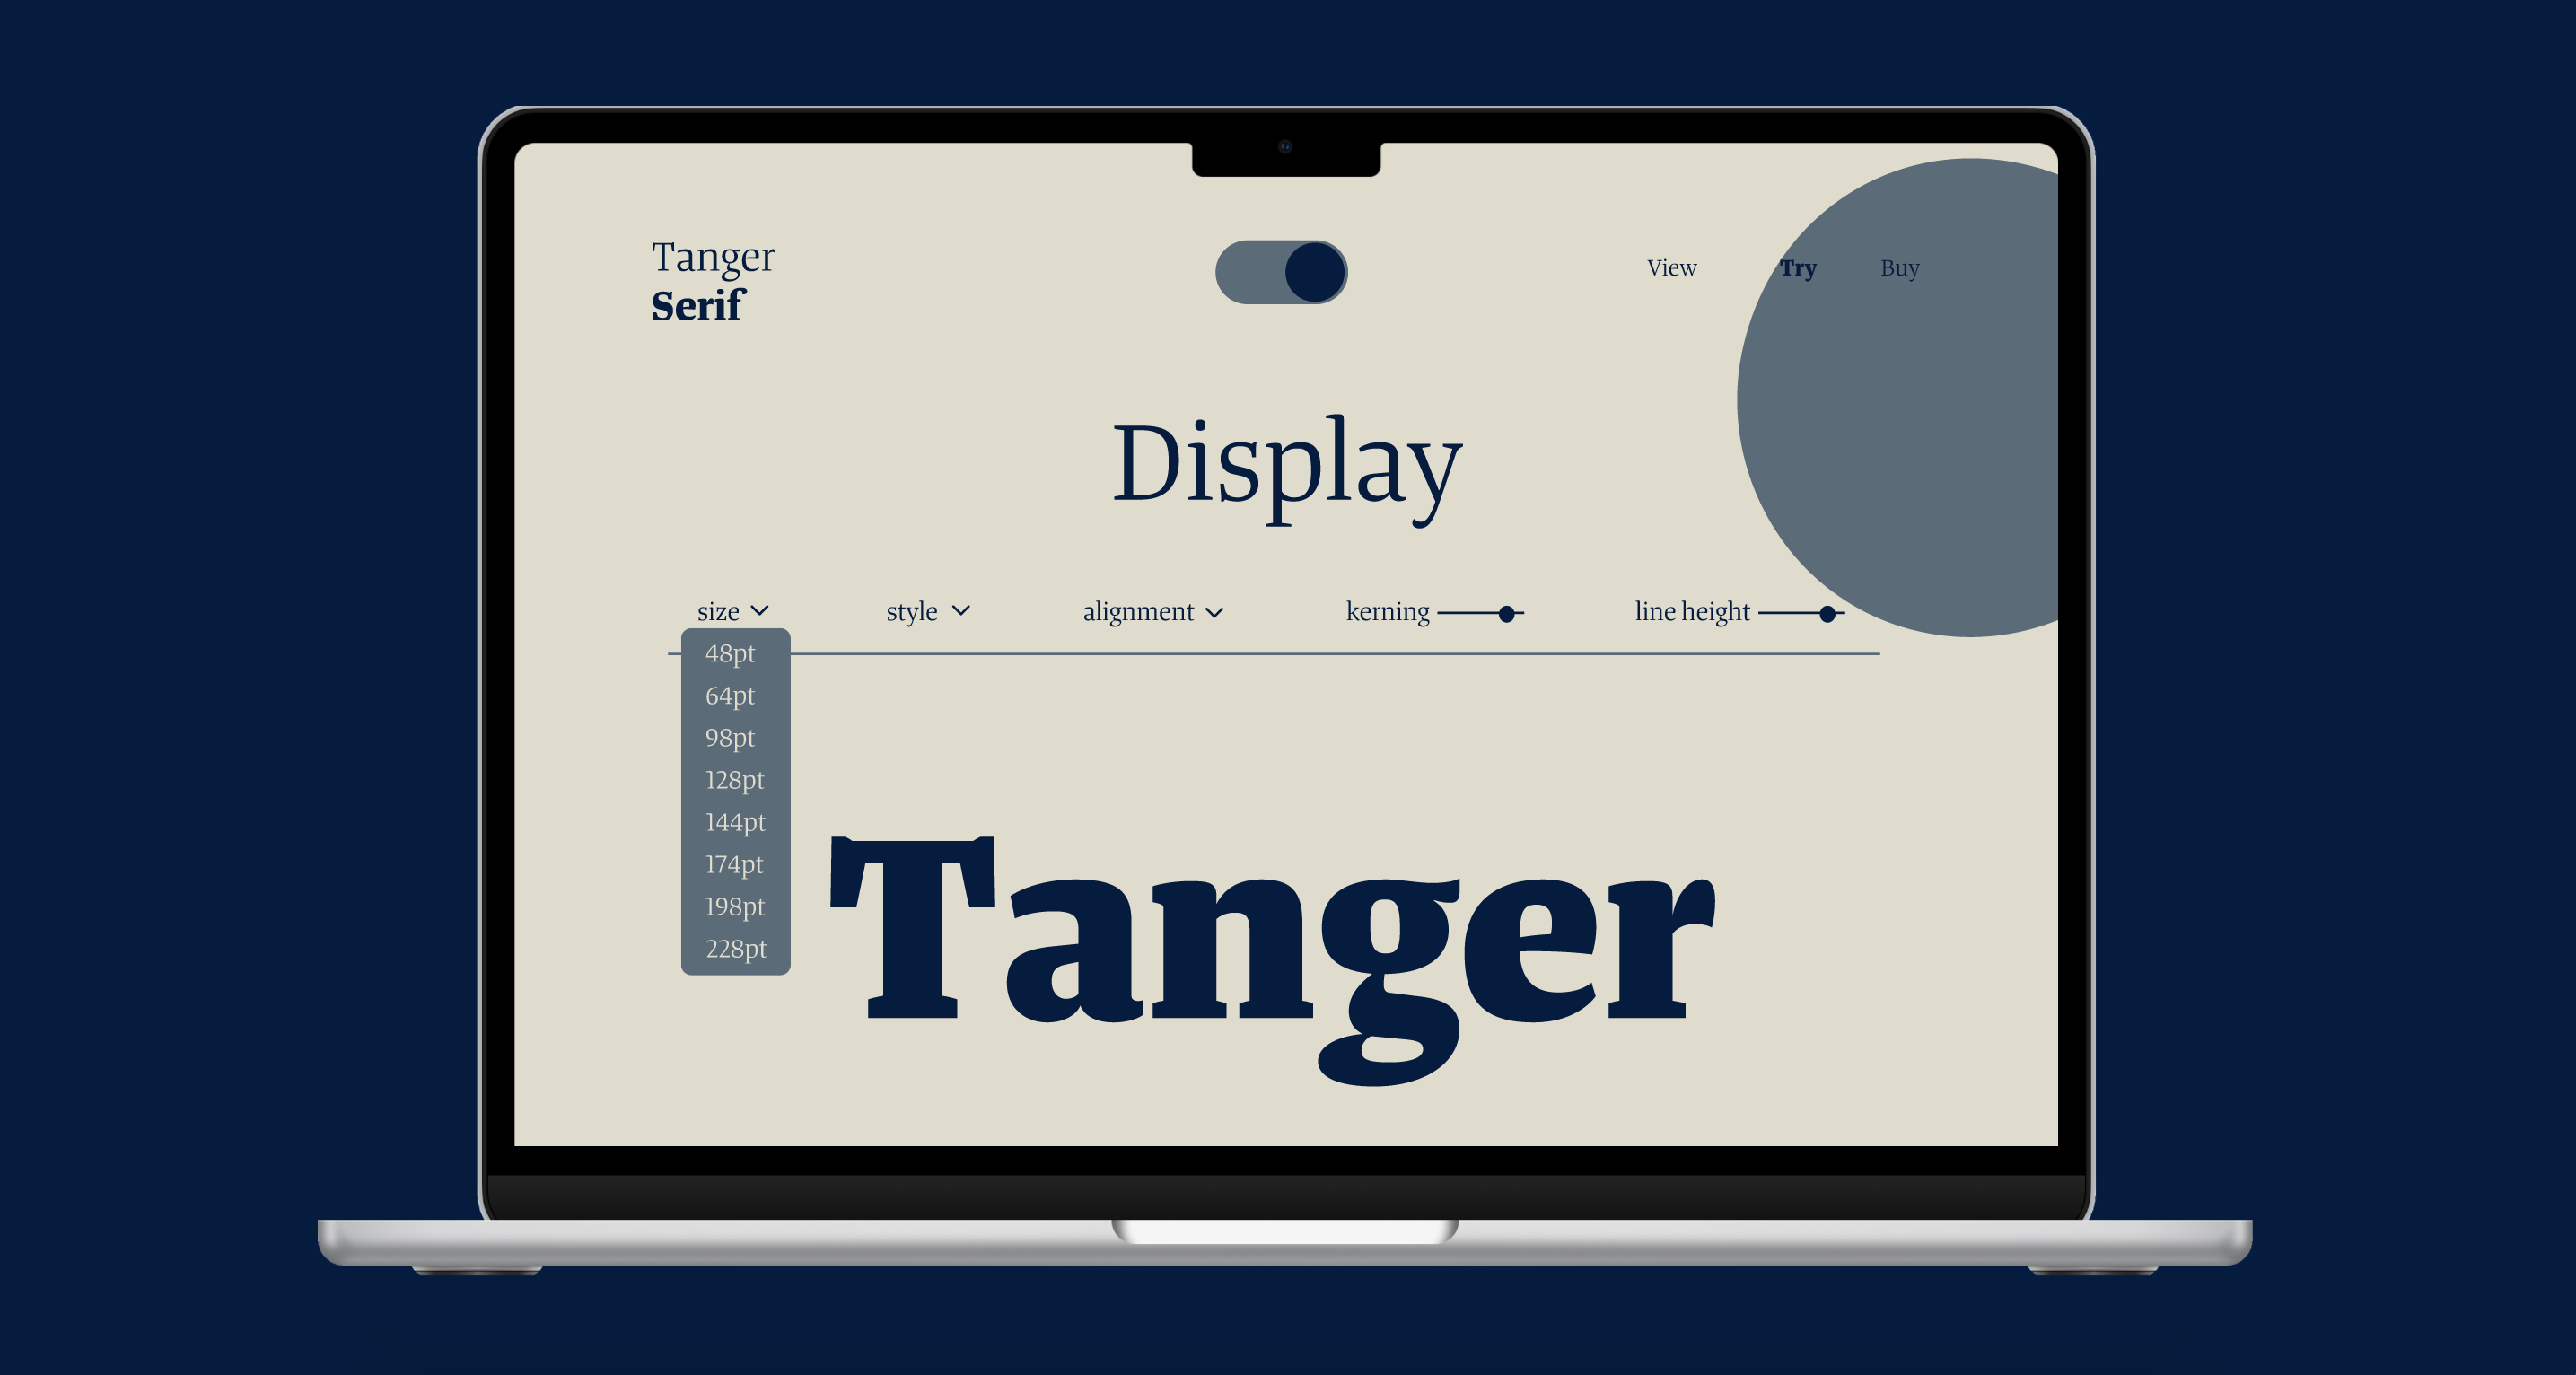 Tanger
Serif
View Try Buy
Display
size style alignment kerning line height
48pt
64pt
98pt
128pt
144pt
174pt
198pt
228pt
Tanger